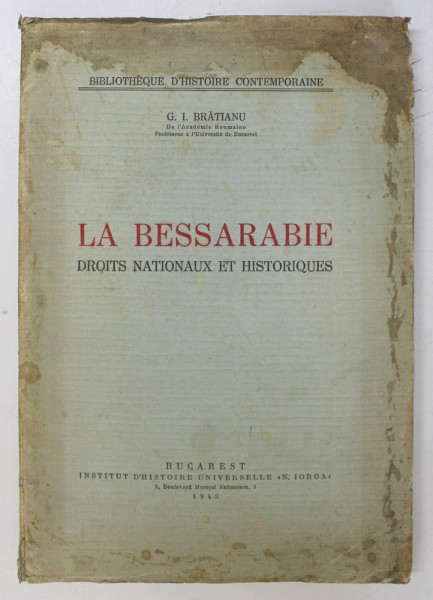 BIBLIOTHÈQUE D'HISTOIRE CONTEMPORAINE
G. I. BRĂTIANU
De l'Académie Roumaine
Professeur à l'Université de Bucarest
LA BESSARABIE
DROITS NATIONAUX ET HISTORIQUES
BUCAREST
INSTITUT D'HISTOIRE UNIVERSELLE «N. IORGA»
3, Boulevard Mareșal Antonescu, 3
1943